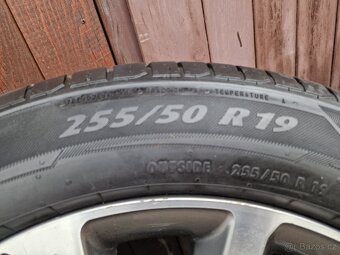 TEMPERATURE A
255/50 R19
OUTSIDE 255/50 R 19
Bazos.cz